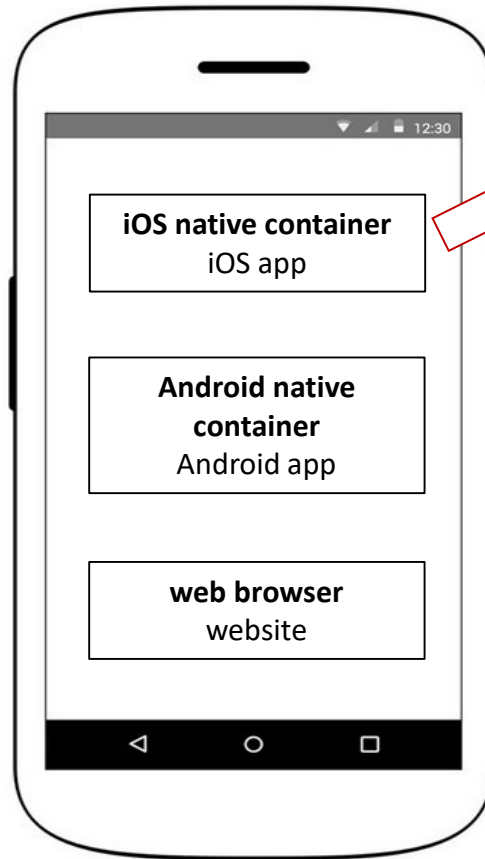 12:30
iOS native container
iOS app
Android native
container
Android app
web browser
website